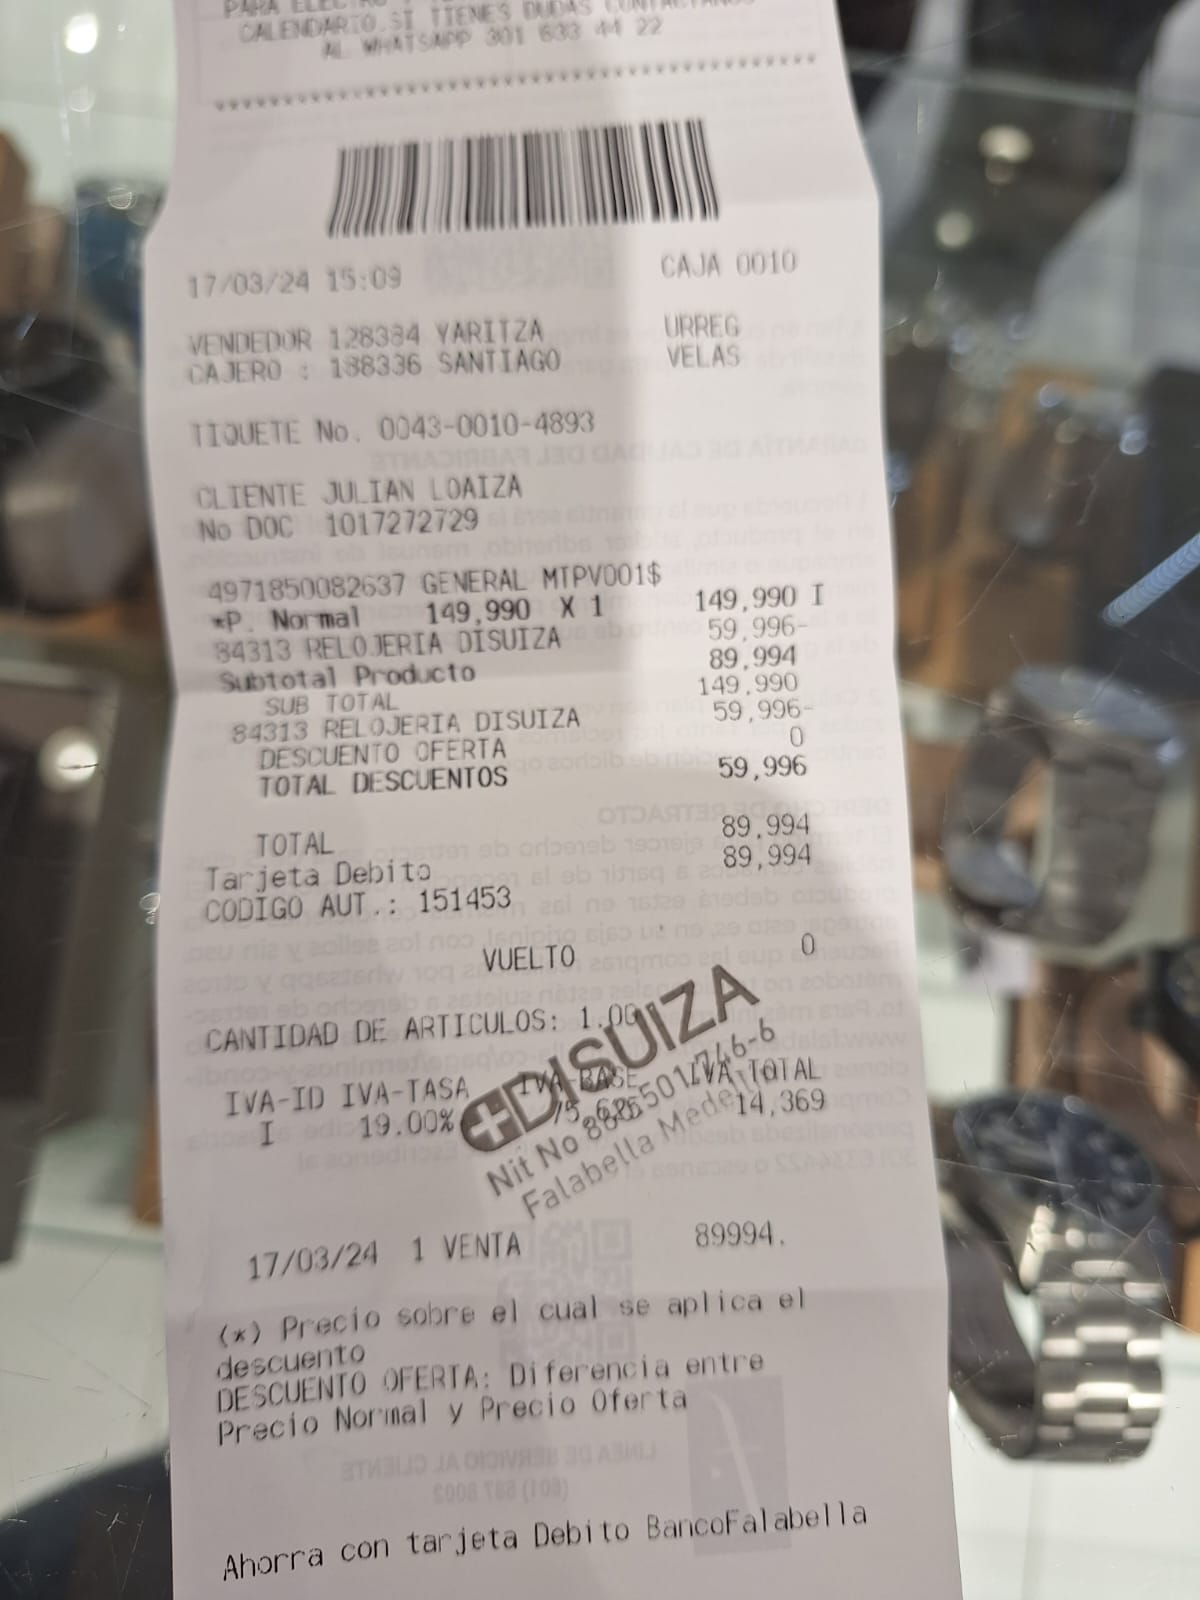 CALENDARIO.SI TIENES DUDAS CONTACTANOS
AL WHATSAPP 301 633 44 22
17/03/24 15:09 CAJA 0010
VENDEDOR 128384 YARITZA URREG
CAJERO : 188336 SANTIAGO VELAS
TIQUETE No. 0043-0010-4893
CLIENTE JULIAN LOAIZA
No DOC 1017272729
4971850082637 GENERAL MTPV001$
*P. Normal 149,990 X 1 149,990 I
84313 RELOJERIA DISUIZA 59,996-
Subtotal Producto 89,994
SUB TOTAL 149,990
84313 RELOJERIA DISUIZA 59,996-
DESCUENTO OFERTA 0
TOTAL DESCUENTOS 59,996
TOTAL 89,994
Tarjeta Debito 89,994
CODIGO AUT.: 151453
VUELTO 0
CANTIDAD DE ARTICULOS: 1.00
DISUIZA
IVA-ID IVA-TASA IVA-BASE IVA-TOTAL
I 19.00% 75,625 14,369
Nit No
Falabella Medellín
17/03/24 1 VENTA 89994.
(*) Precio sobre el cual se aplica el
descuento
DESCUENTO OFERTA: Diferencia entre
Precio Normal y Precio Oferta
Ahorra con tarjeta Debito BancoFalabella